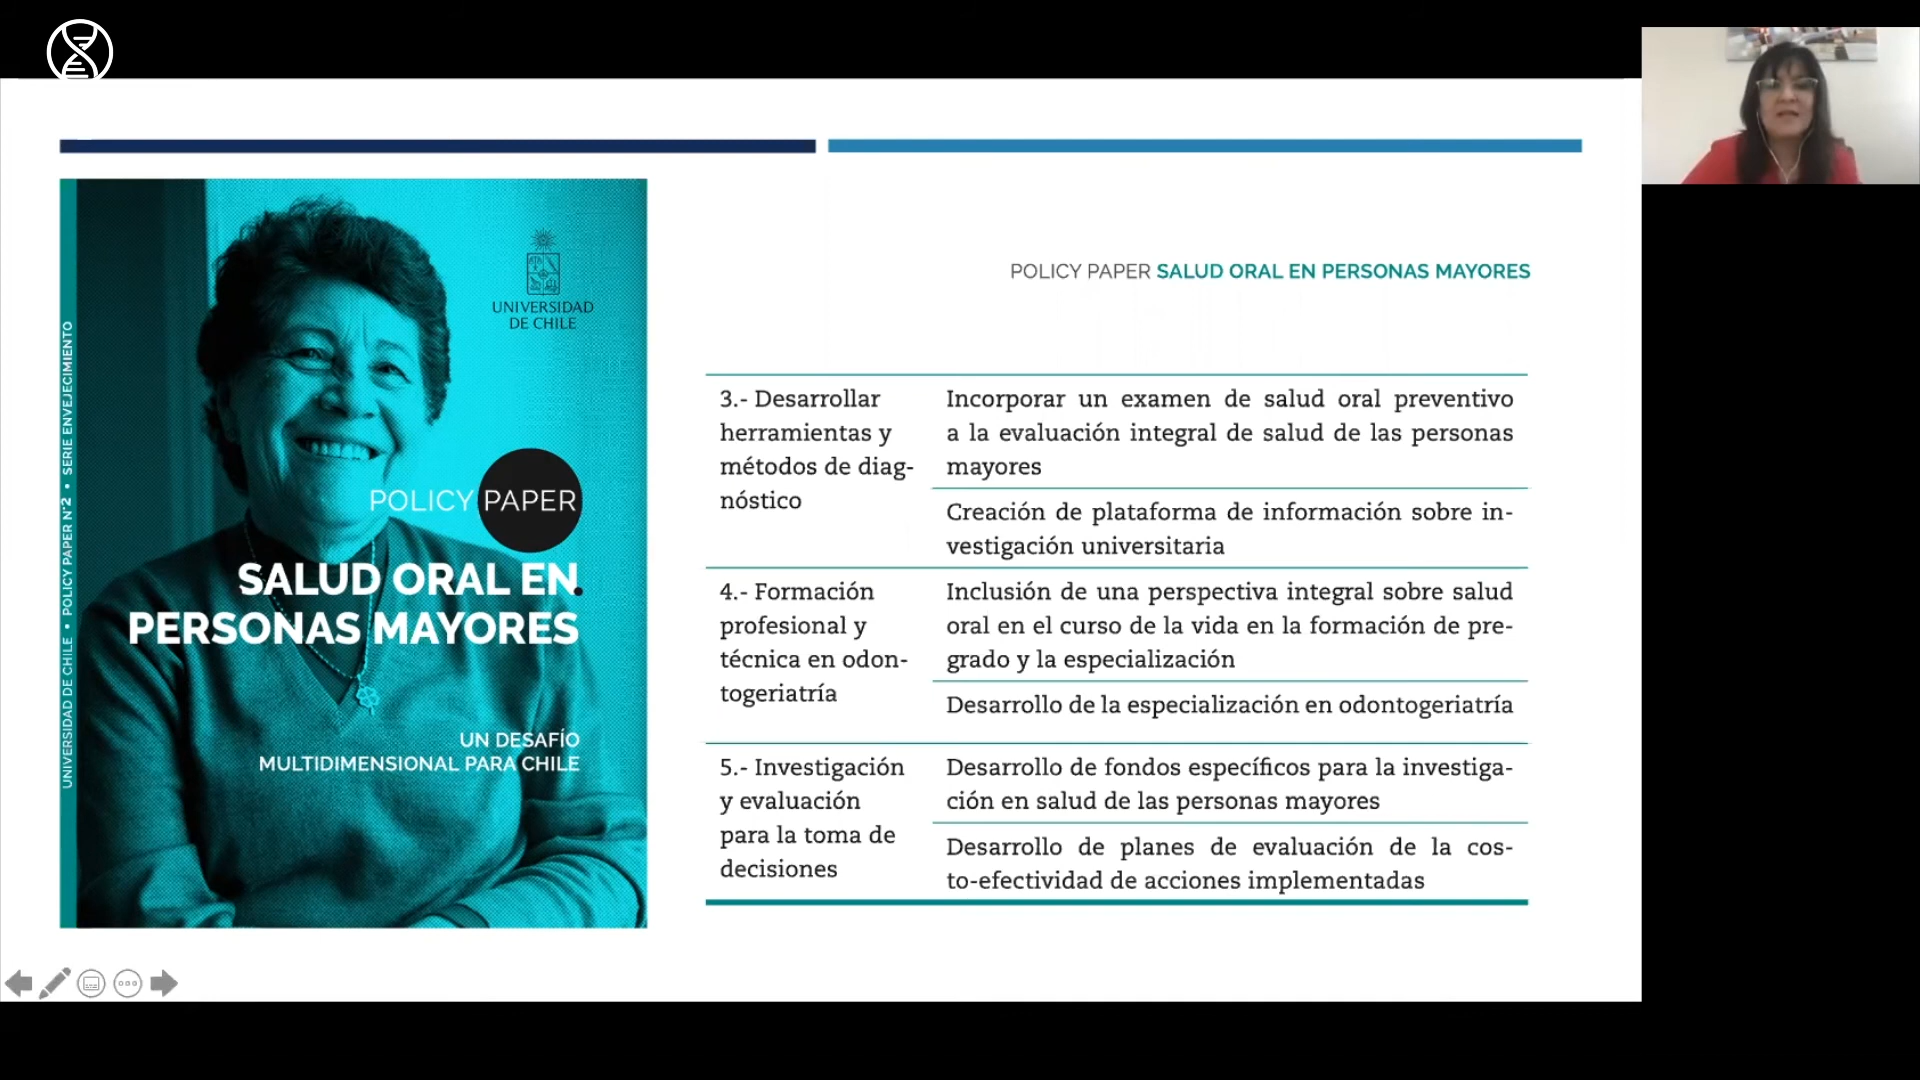 UNIVERSIDAD DE CHILE • POLICY PAPER N°2 • SERIE ENVEJECIMIENTO
UNIVERSIDAD
DE CHILE
POLICY PAPER
SALUD ORAL EN
PERSONAS MAYORES
UN DESAFÍO
MULTIDIMENSIONAL PARA CHILE
POLICY PAPER SALUD ORAL EN PERSONAS MAYORES
3.- Desarrollar
herramientas y
métodos de diag-
nóstico
Incorporar un examen de salud oral preventivo
a la evaluación integral de salud de las personas
mayores
Creación de plataforma de información sobre in-
vestigación universitaria
4.- Formación
profesional y
técnica en odon-
togeriatría
Inclusión de una perspectiva integral sobre salud
oral en el curso de la vida en la formación de pre-
grado y la especialización
Desarrollo de la especialización en odontogeriatría
5.- Investigación
y evaluación
para la toma de
decisiones
Desarrollo de fondos específicos para la investiga-
ción en salud de las personas mayores
Desarrollo de planes de evaluación de la cos-
to-efectividad de acciones implementadas